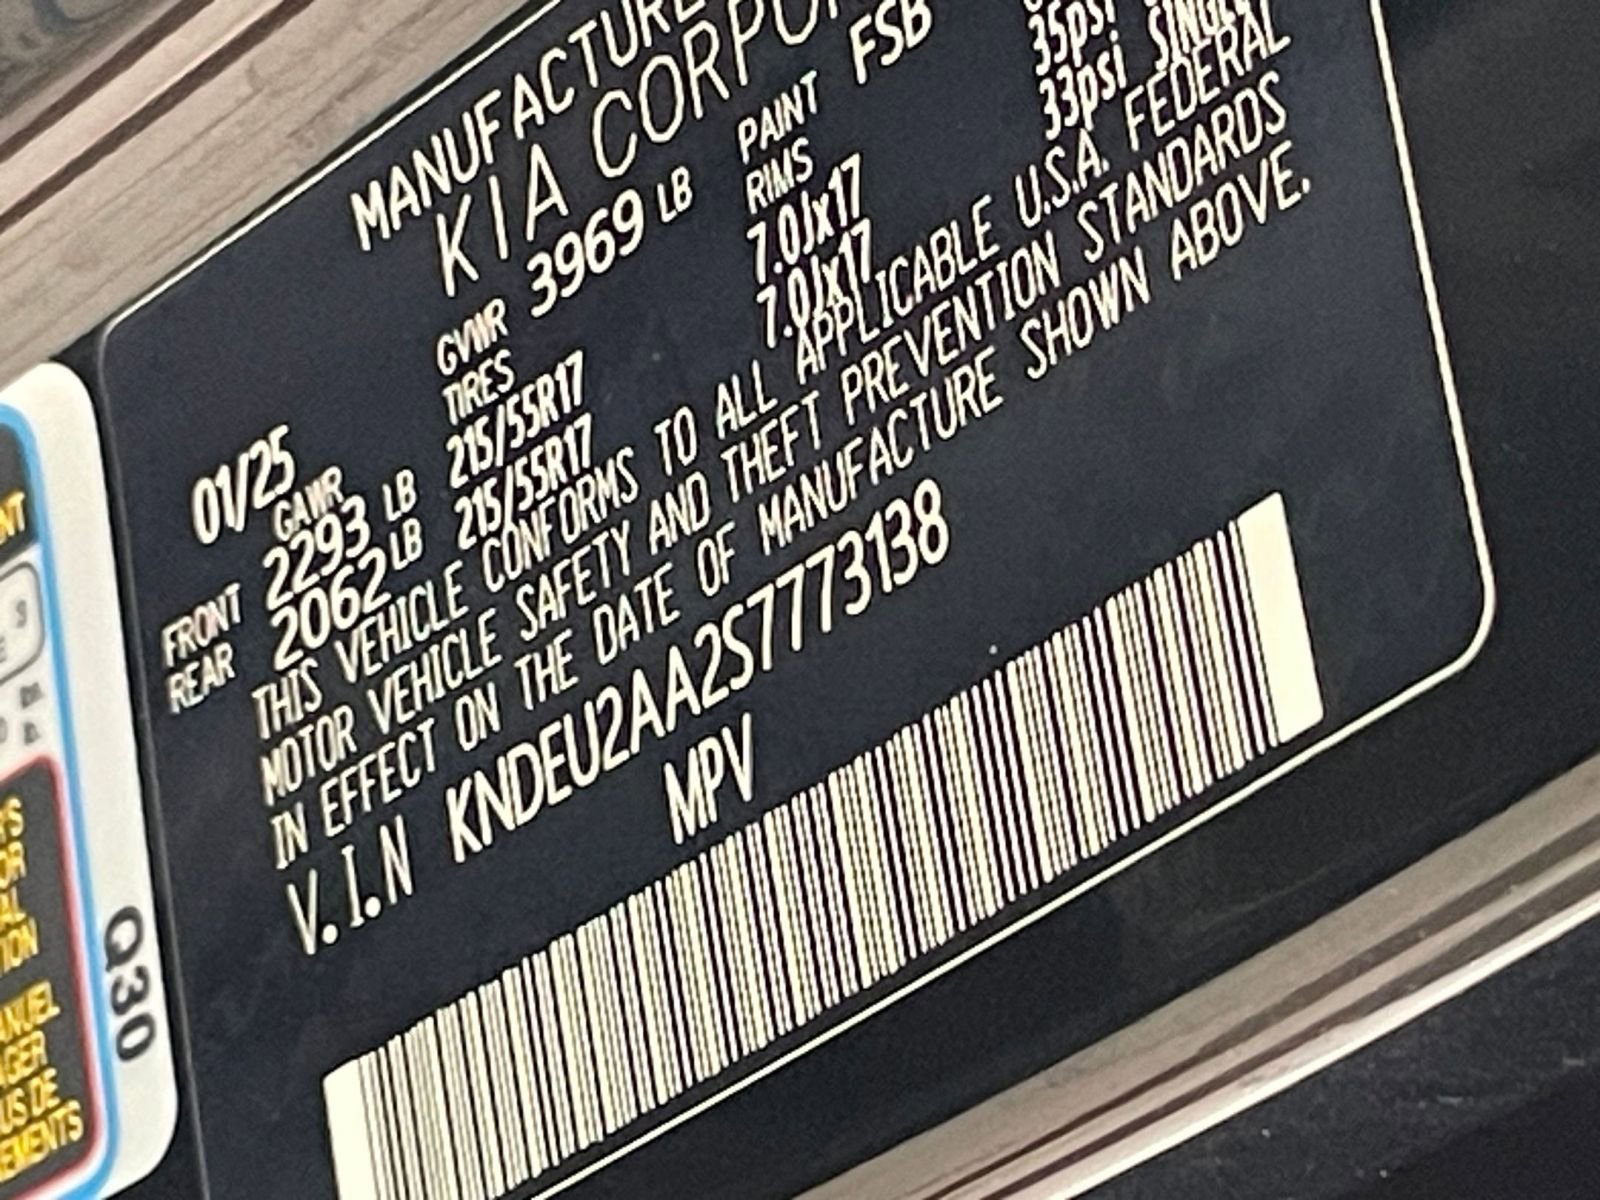 MANUFACTURE
KIA CORPO
01/25 GVWR 3969 LB PAINT FSB
GAWR TIRES RIMS
FRONT 2293 LB 215/55R17 7.0Jx17 35psi
REAR 2062 LB 215/55R17 7.0Jx17 33psi SINGLE
THIS VEHICLE CONFORMS TO ALL APPLICABLE U.S.A. FEDERAL
MOTOR VEHICLE SAFETY AND THEFT PREVENTION STANDARDS
IN EFFECT ON THE DATE OF MANUFACTURE SHOWN ABOVE.
V.I.N KNDEU2AA2S7773138
MPV
Q30